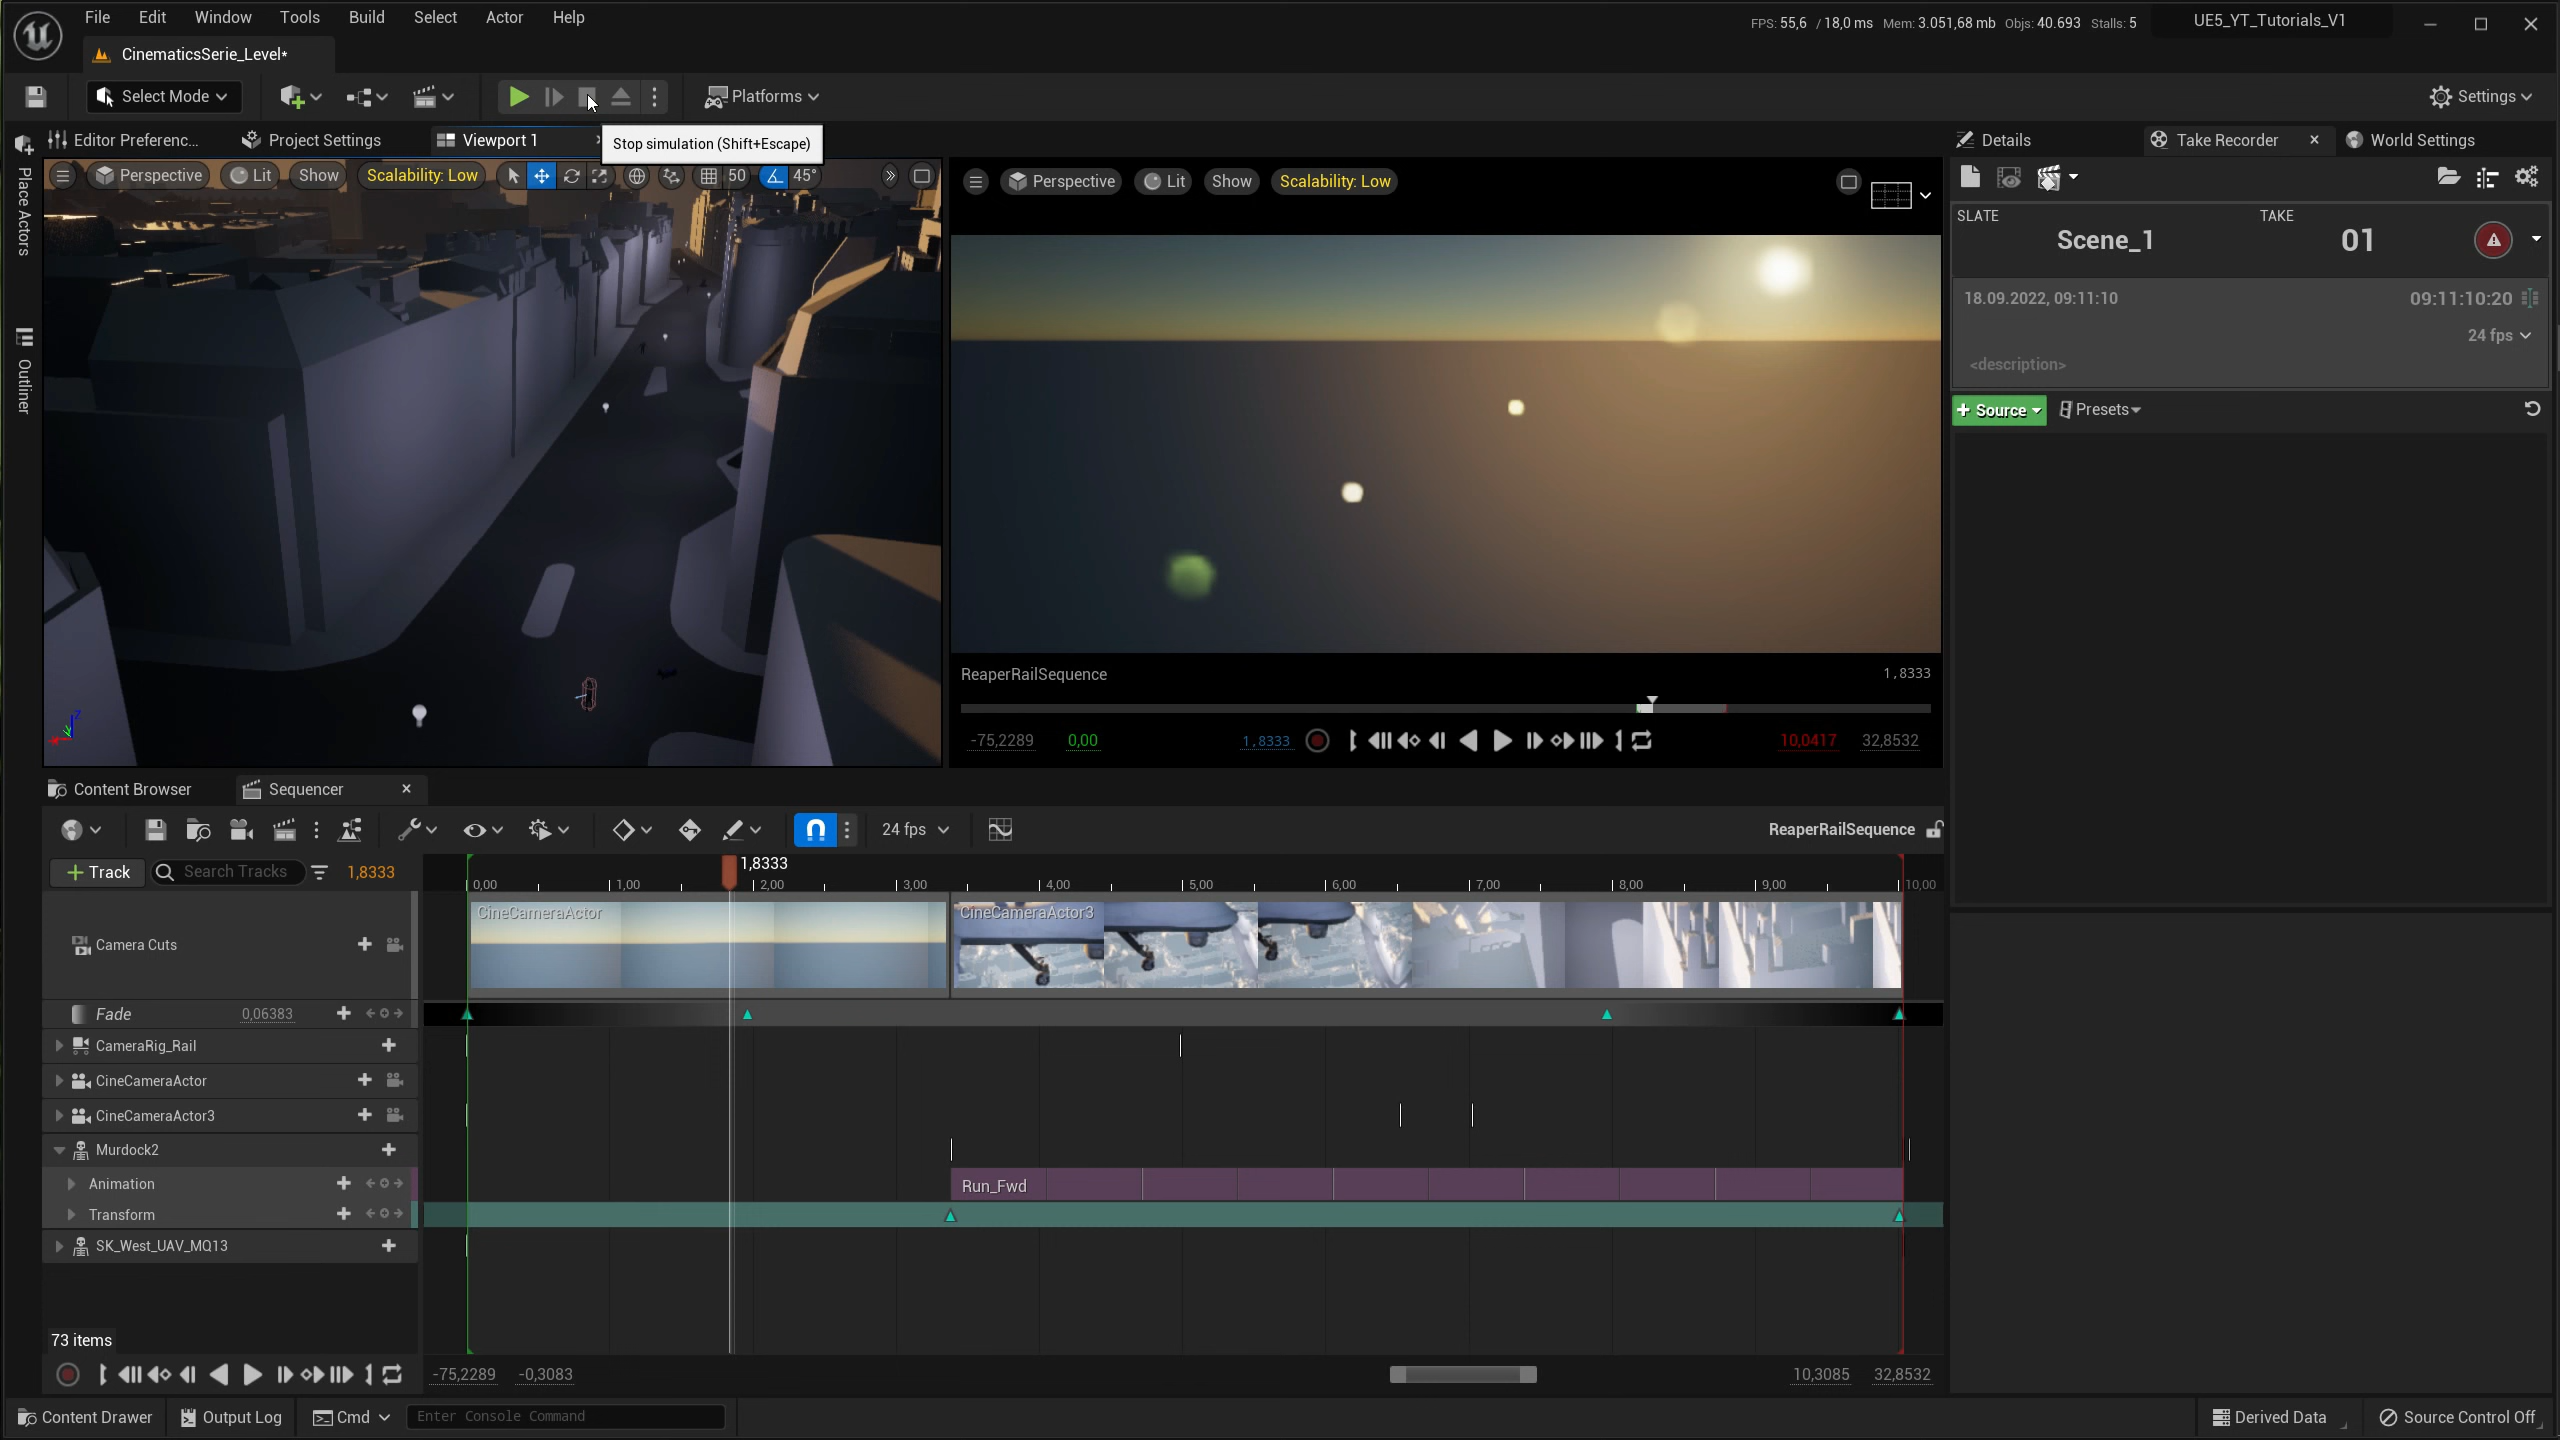 File Edit Window Tools Build Select Actor Help
FPS: 55,6 / 18,0 ms Mem: 3.051,68 mb Objs: 40.693 Stalls: 5 UE5_YT_Tutorials_V1
CinematicsSerie_Level*
Select Mode Platforms Settings
Editor Preferenc... Project Settings Viewport 1
Stop simulation (Shift+Escape)
Details Take Recorder World Settings
Place Actors
Outliner
Perspective Lit Show Scalability: Low 50 45°
Perspective Lit Show Scalability: Low
SLATE TAKE
Scene_1 01
18.09.2022, 09:11:10 09:11:10:20
24 fps
<description>
+ Source Presets
ReaperRailSequence 1,8333
-75,2289 0,00 1,8333 10,0417 32,8532
Content Browser Sequencer
24 fps ReaperRailSequence
+ Track Search Tracks 1,8333 1,8333
0,00 1,00 2,00 3,00 4,00 5,00 6,00 7,00 8,00 9,00 10,00
CineCameraActor CineCameraActor3
Camera Cuts
Fade 0,06383
CameraRig_Rail
CineCameraActor
CineCameraActor3
Murdock2
Animation Run_Fwd
Transform
SK_West_UAV_MQ13
73 items
-75,2289 -0,3083 10,3085 32,8532
Content Drawer Output Log Cmd Enter Console Command Derived Data Source Control Off